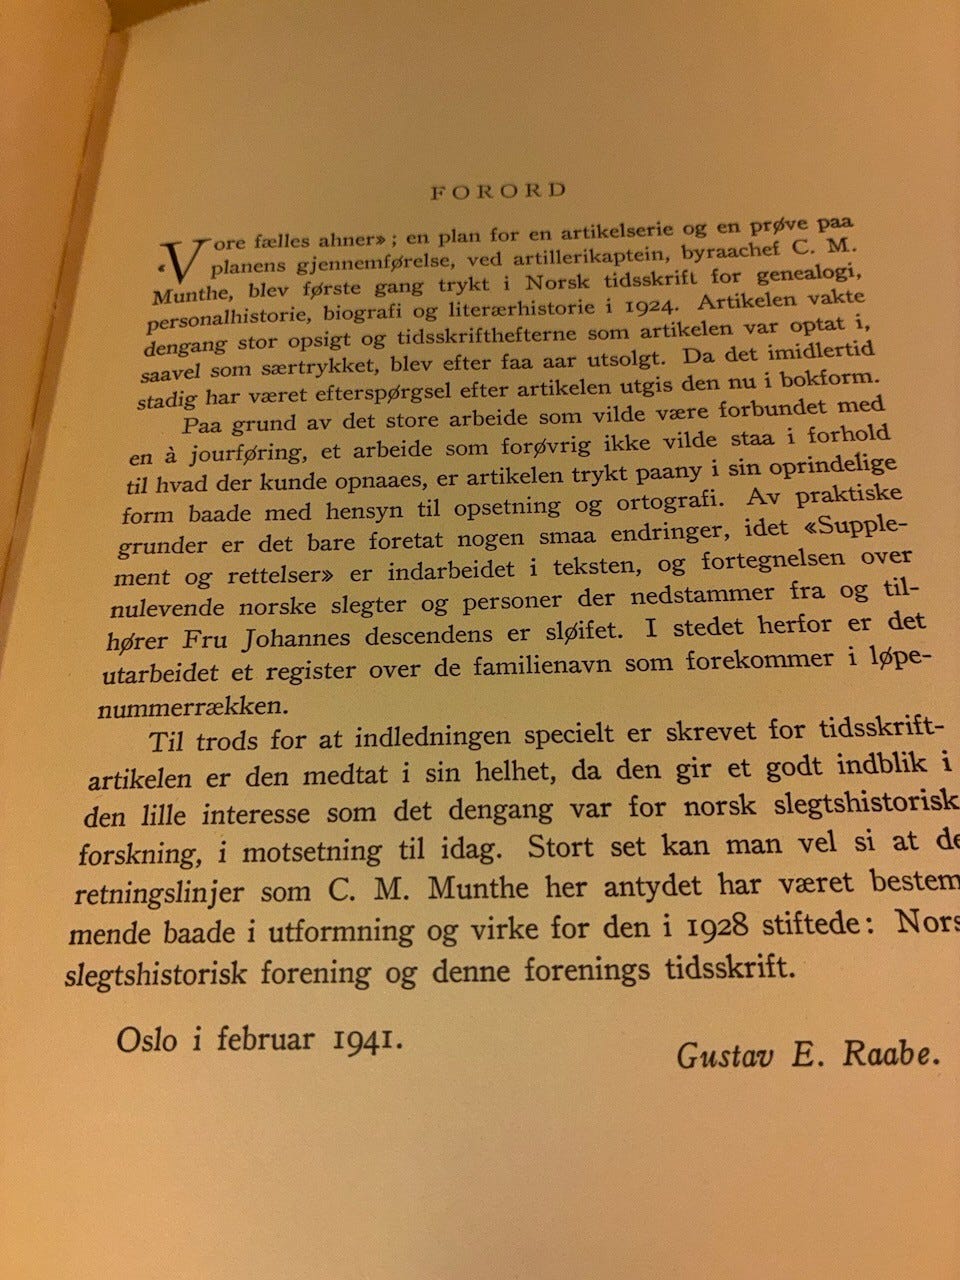 FORORD
«Vore fælles ahner»; en plan for en artikelserie og en prøve paa
planens gjennemførelse, ved artillerikaptein, byraachef C. M.
Munthe, blev første gang trykt i Norsk tidsskrift for genealogi,
personalhistorie, biografi og literærhistorie i 1924. Artikelen vakte
dengang stor opsigt og tidsskrifthefterne som artikelen var optat i,
saavel som særtrykket, blev efter faa aar utsolgt. Da det imidlertid
stadig har været efterspørgsel efter artikelen utgis den nu i bokform.
Paa grund av det store arbeide som vilde være forbundet med
en à jourføring, et arbeide som forøvrig ikke vilde staa i forhold
til hvad der kunde opnaaes, er artikelen trykt paany i sin oprindelige
form baade med hensyn til opsetning og ortografi. Av praktiske
grunder er det bare foretat nogen smaa endringer, idet «Supple-
ment og rettelser» er indarbeidet i teksten, og fortegnelsen over
nulevende norske slegter og personer der nedstammer fra og til-
hører Fru Johannes descendens er sløifet. I stedet herfor er det
utarbeidet et register over de familienavn som forekommer i løpe-
nummerrækken.
Til trods for at indledningen specielt er skrevet for tidsskrift-
artikelen er den medtat i sin helhet, da den gir et godt indblik i
den lille interesse som det dengang var for norsk slegtshistorisk
forskning, i motsetning til idag. Stort set kan man vel si at de
retningslinjer som C. M. Munthe her antydet har været bestem
mende baade i utformning og virke for den i 1928 stiftede: Nors
slegtshistorisk forening og denne forenings tidsskrift.
Oslo i februar 1941.
Gustav E. Raabe.